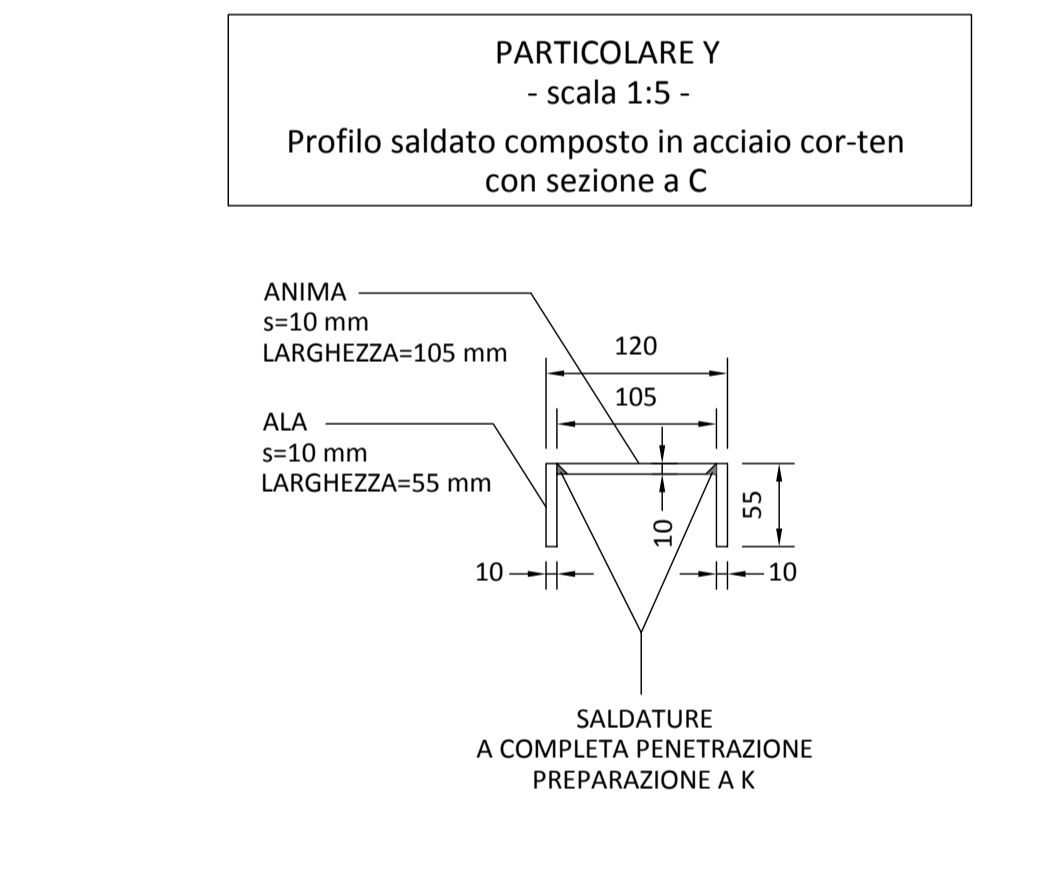 PARTICOLARE Y
- scala 1:5 -
Profilo saldato composto in acciaio cor-ten
con sezione a C
ANIMA
s=10 mm
LARGHEZZA=105 mm
120
105
ALA
s=10 mm
LARGHEZZA=55 mm
55
10
10
10
SALDATURE
A COMPLETA PENETRAZIONE
PREPARAZIONE A K